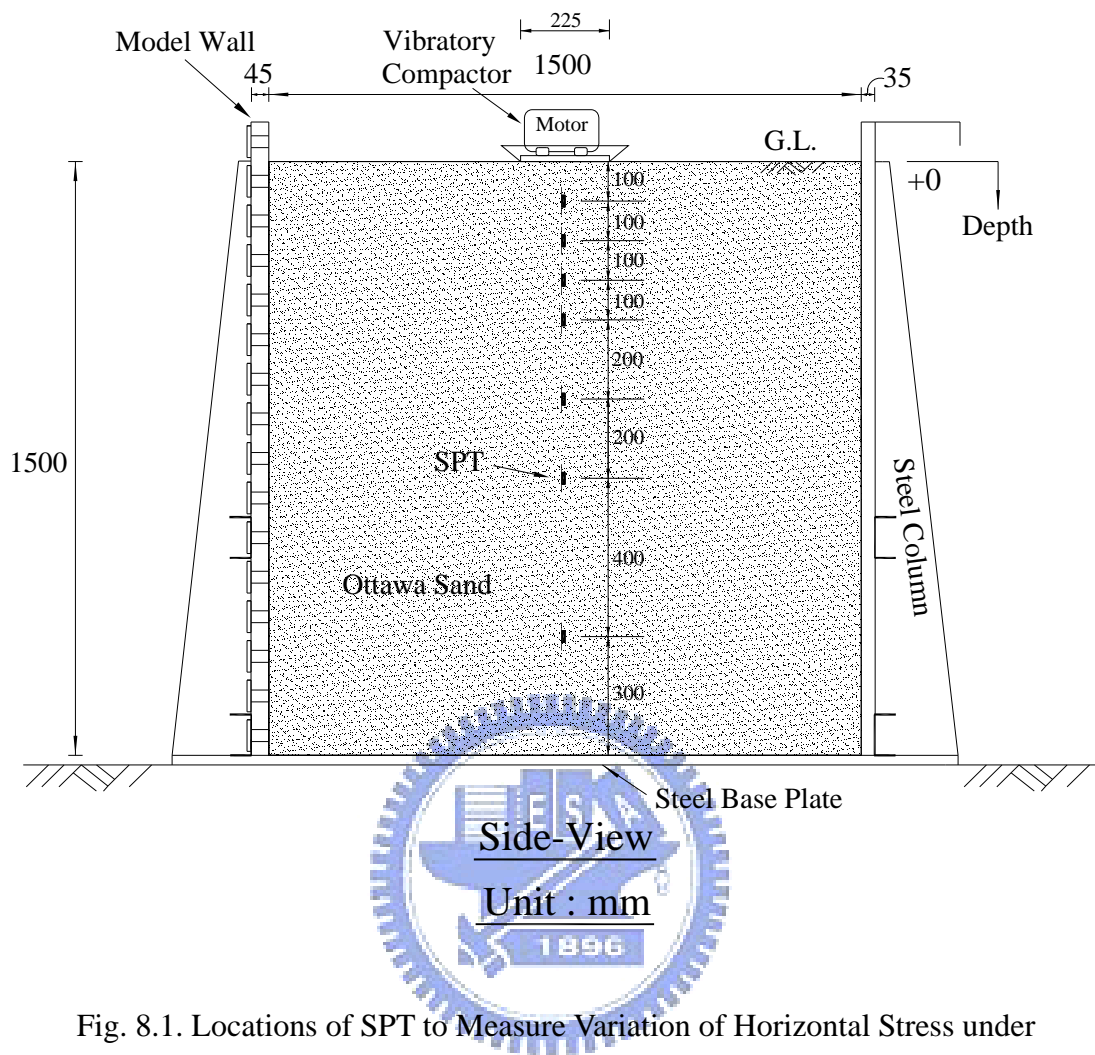 225
Model Wall
Vibratory
Compactor
1500
45
35
Motor
G.L.
+0
Depth
100
100
100
100
200
200
SPT
1500
Steel Column
400
Ottawa Sand
300
Steel Base Plate
E S A
Side-View
Unit : mm
1896
Fig. 8.1. Locations of SPT to Measure Variation of Horizontal Stress under